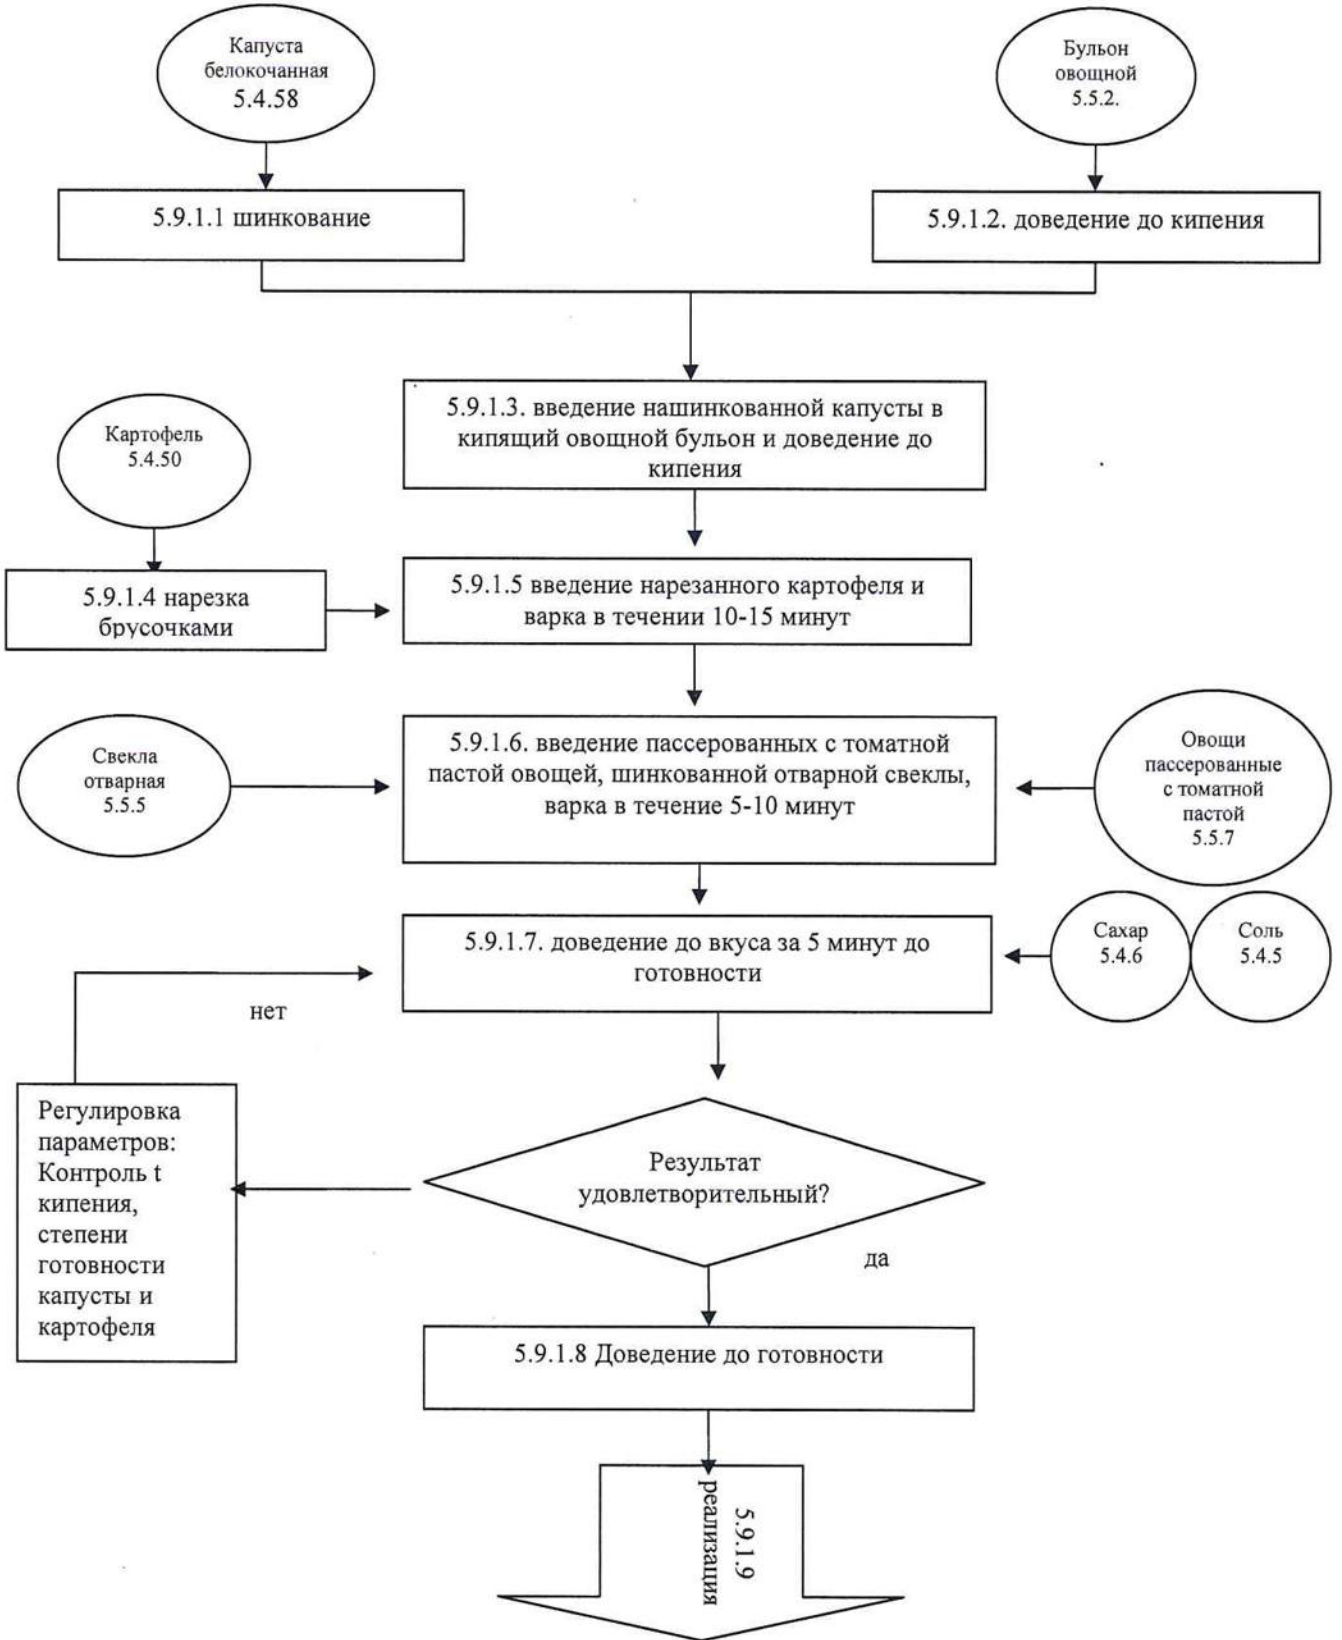 Капуста
белокочанная
5.4.58
Бульон
овощной
5.5.2.
5.9.1.1 шинкование
5.9.1.2. доведение до кипения
5.9.1.3. введение нашинкованной капусты в
кипящий овощной бульон и доведение до
кипения
Картофель
5.4.50
5.9.1.4 нарезка
брусочками
5.9.1.5 введение нарезанного картофеля и
варка в течении 10-15 минут
Свекла
отварная
5.5.5
5.9.1.6. введение пассерованных с томатной
пастой овощей, шинкованной отварной свеклы,
варка в течение 5-10 минут
Овощи
пассерованные
с томатной
пастой
5.5.7
5.9.1.7. доведение до вкуса за 5 минут до
готовности
Сахар
5.4.6
Соль
5.4.5
нет
Регулировка
параметров:
Контроль t
кипения,
степени
готовности
капусты и
картофеля
Результат
удовлетворительный?
да
5.9.1.8 Доведение до готовности
5.9.1.9
реализация